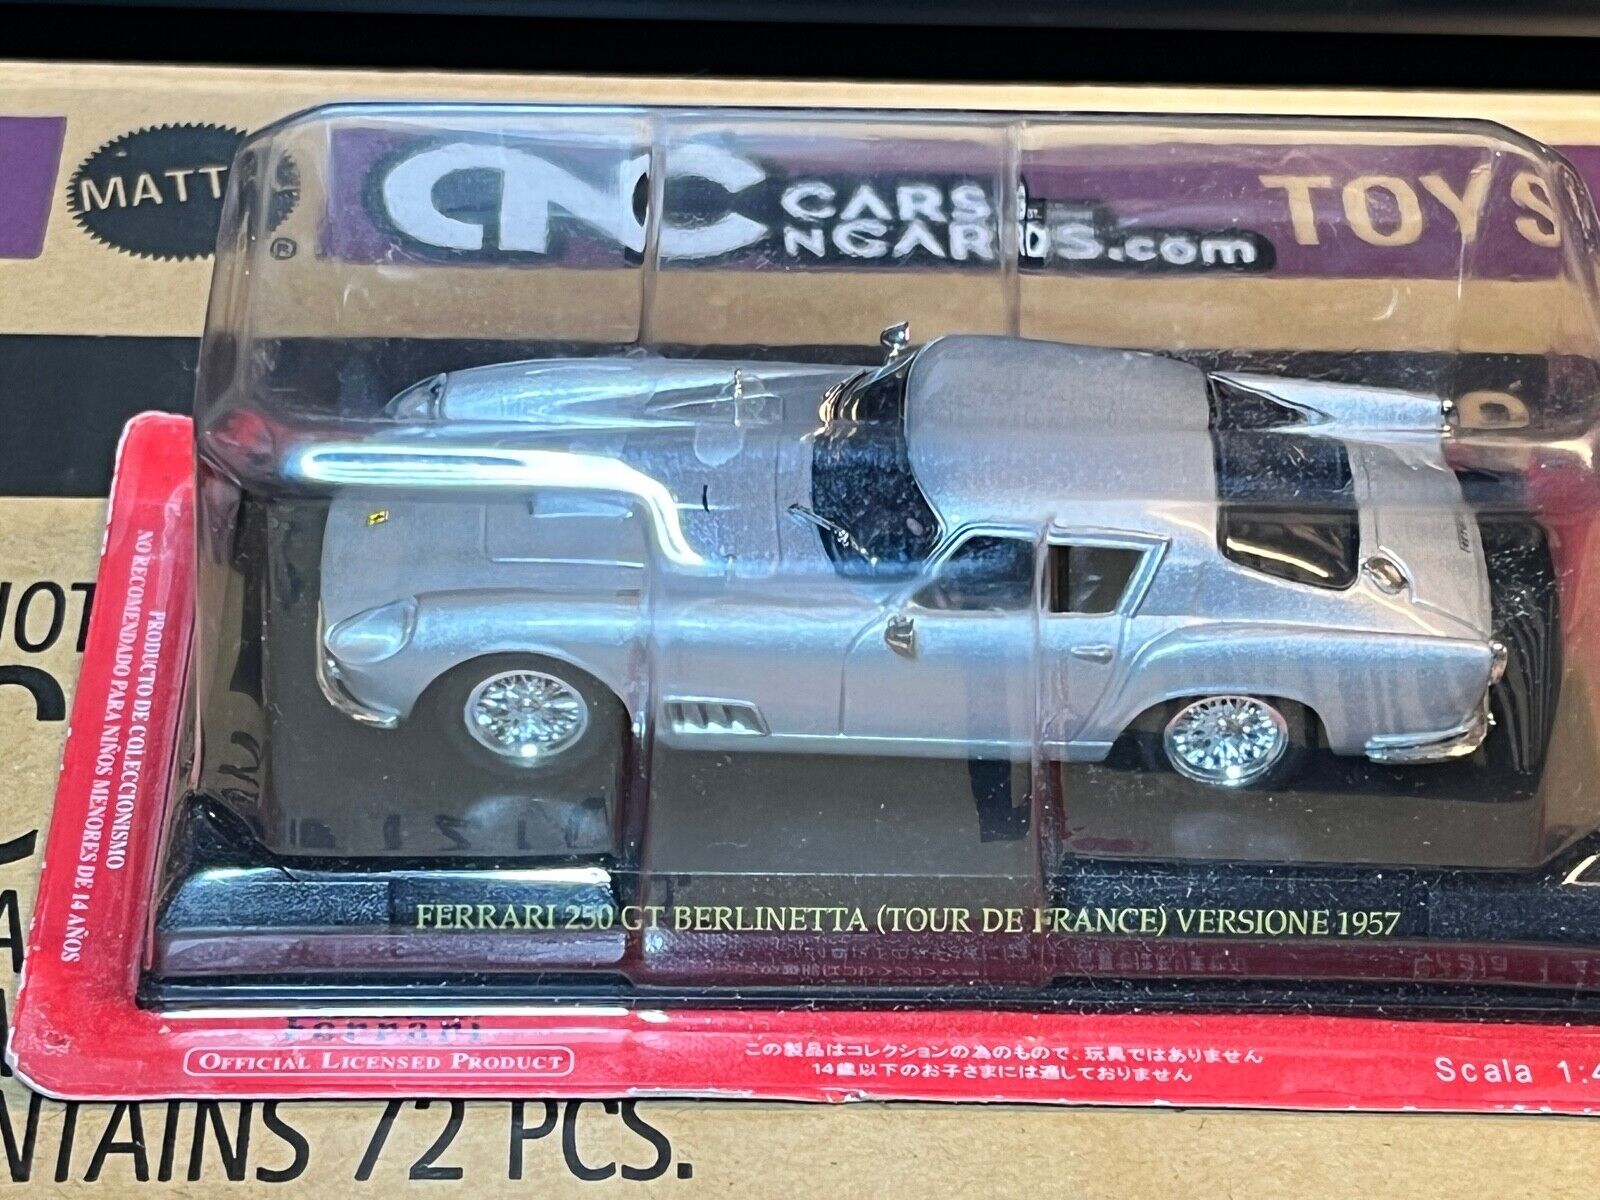 MATT
CNC CARS
NCARDS.com
TOYS
PRODUCTO DE COLECCIONISMO
NO RECOMENDADO PARA NIÑOS MENORES DE 14 AÑOS
FERRARI 250 GT BERLINETTA (TOUR DE FRANCE) VERSIONE 1957
Ferrari
OFFICIAL LICENSED PRODUCT
この製品はコレクションの為のもので、玩具ではありません
14歳以下のお子さまには適しておりません
Scala 1:4
NTAINS 72 PCS.